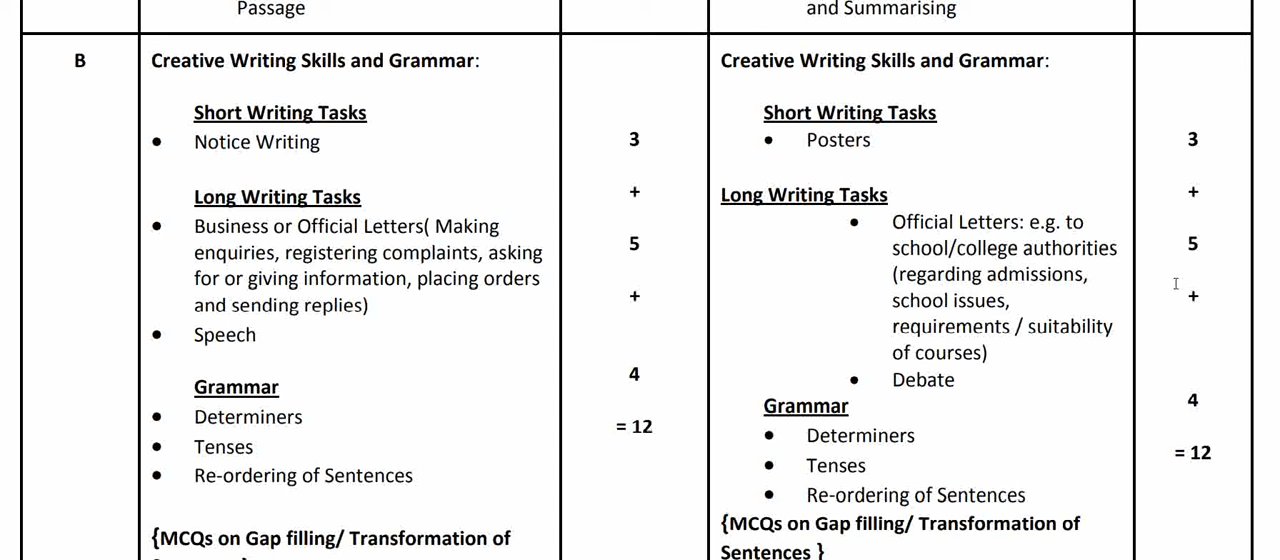 Passage
and Summarising
B
Creative Writing Skills and Grammar:
Short Writing Tasks
• Notice Writing
Long Writing Tasks
• Business or Official Letters( Making
enquiries, registering complaints, asking
for or giving information, placing orders
and sending replies)
• Speech
Grammar
• Determiners
• Tenses
• Re-ordering of Sentences
{MCQs on Gap filling/ Transformation of
3
+
5
+
4
= 12
Creative Writing Skills and Grammar:
Short Writing Tasks
• Posters
Long Writing Tasks
• Official Letters: e.g. to
school/college authorities
(regarding admissions,
school issues,
requirements / suitability
of courses)
• Debate
Grammar
• Determiners
• Tenses
• Re-ordering of Sentences
{MCQs on Gap filling/ Transformation of
Sentences }
3
+
5
+
4
= 12